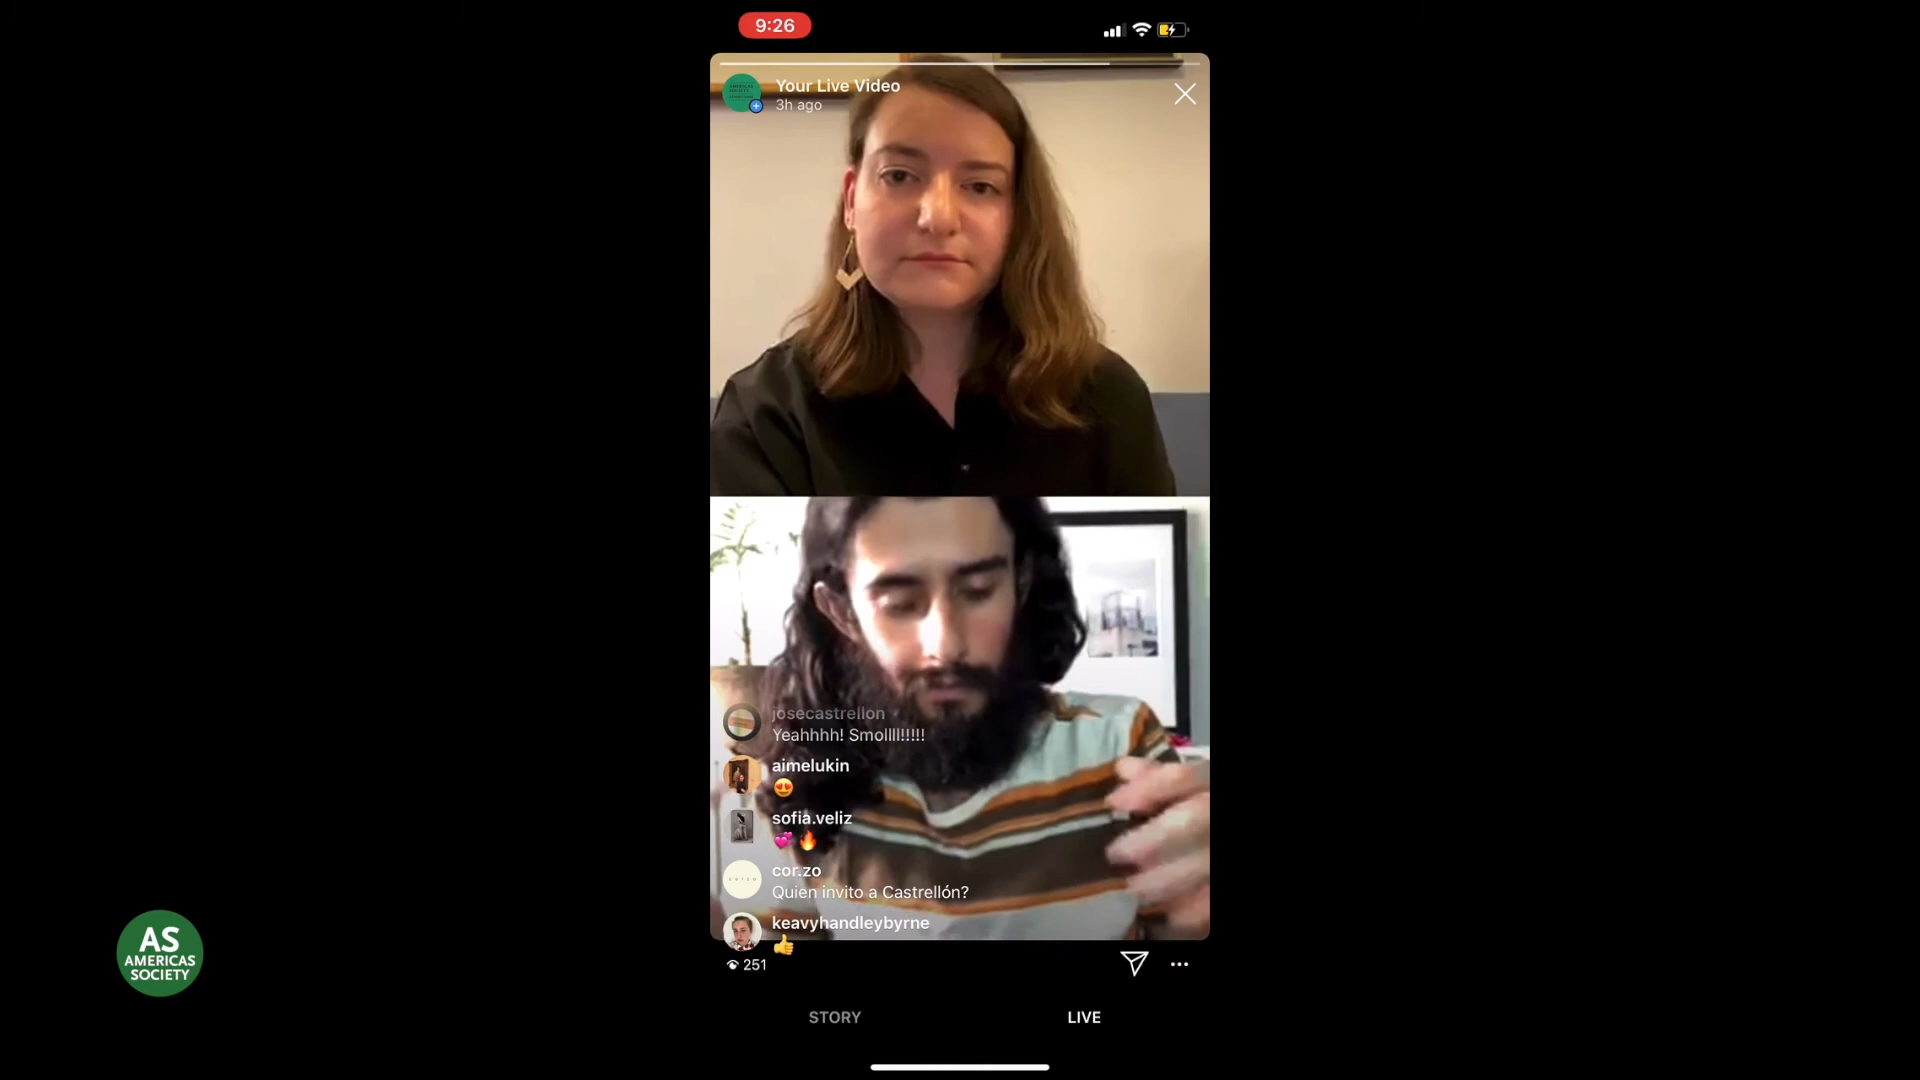 9:26
Your Live Video
3h ago
josecastrellon
Yeahhhh! Smollll!!!!!
aimelukin
😍
sofia.veliz
💞 🔥
cor.zo
Quien invito a Castrellón?
keavyhandleybyrne
👍
251
STORY
LIVE
AS
AMERICAS
SOCIETY